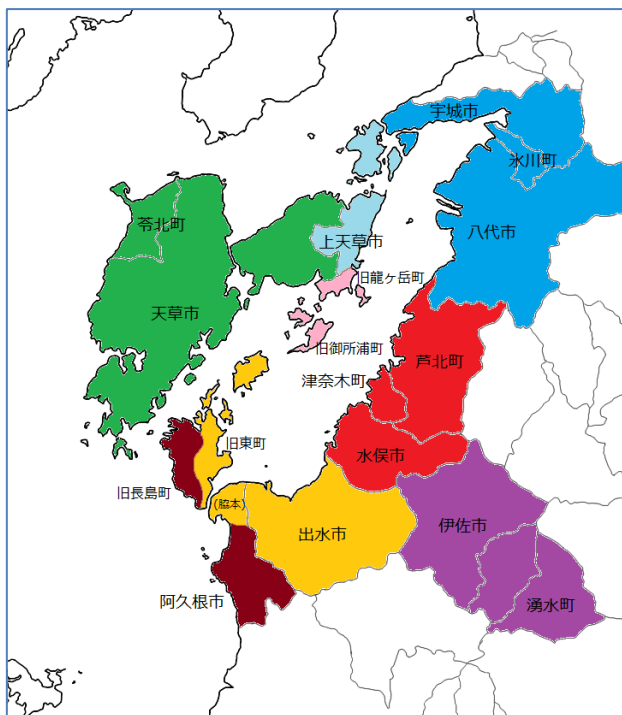 宇城市
氷川町
苓北町
上天草市
八代市
旧龍ヶ岳町
天草市
旧御所浦町
芦北町
津奈木町
旧東町
水俣市
旧長島町
(脇本)
出水市
伊佐市
湧水町
阿久根市